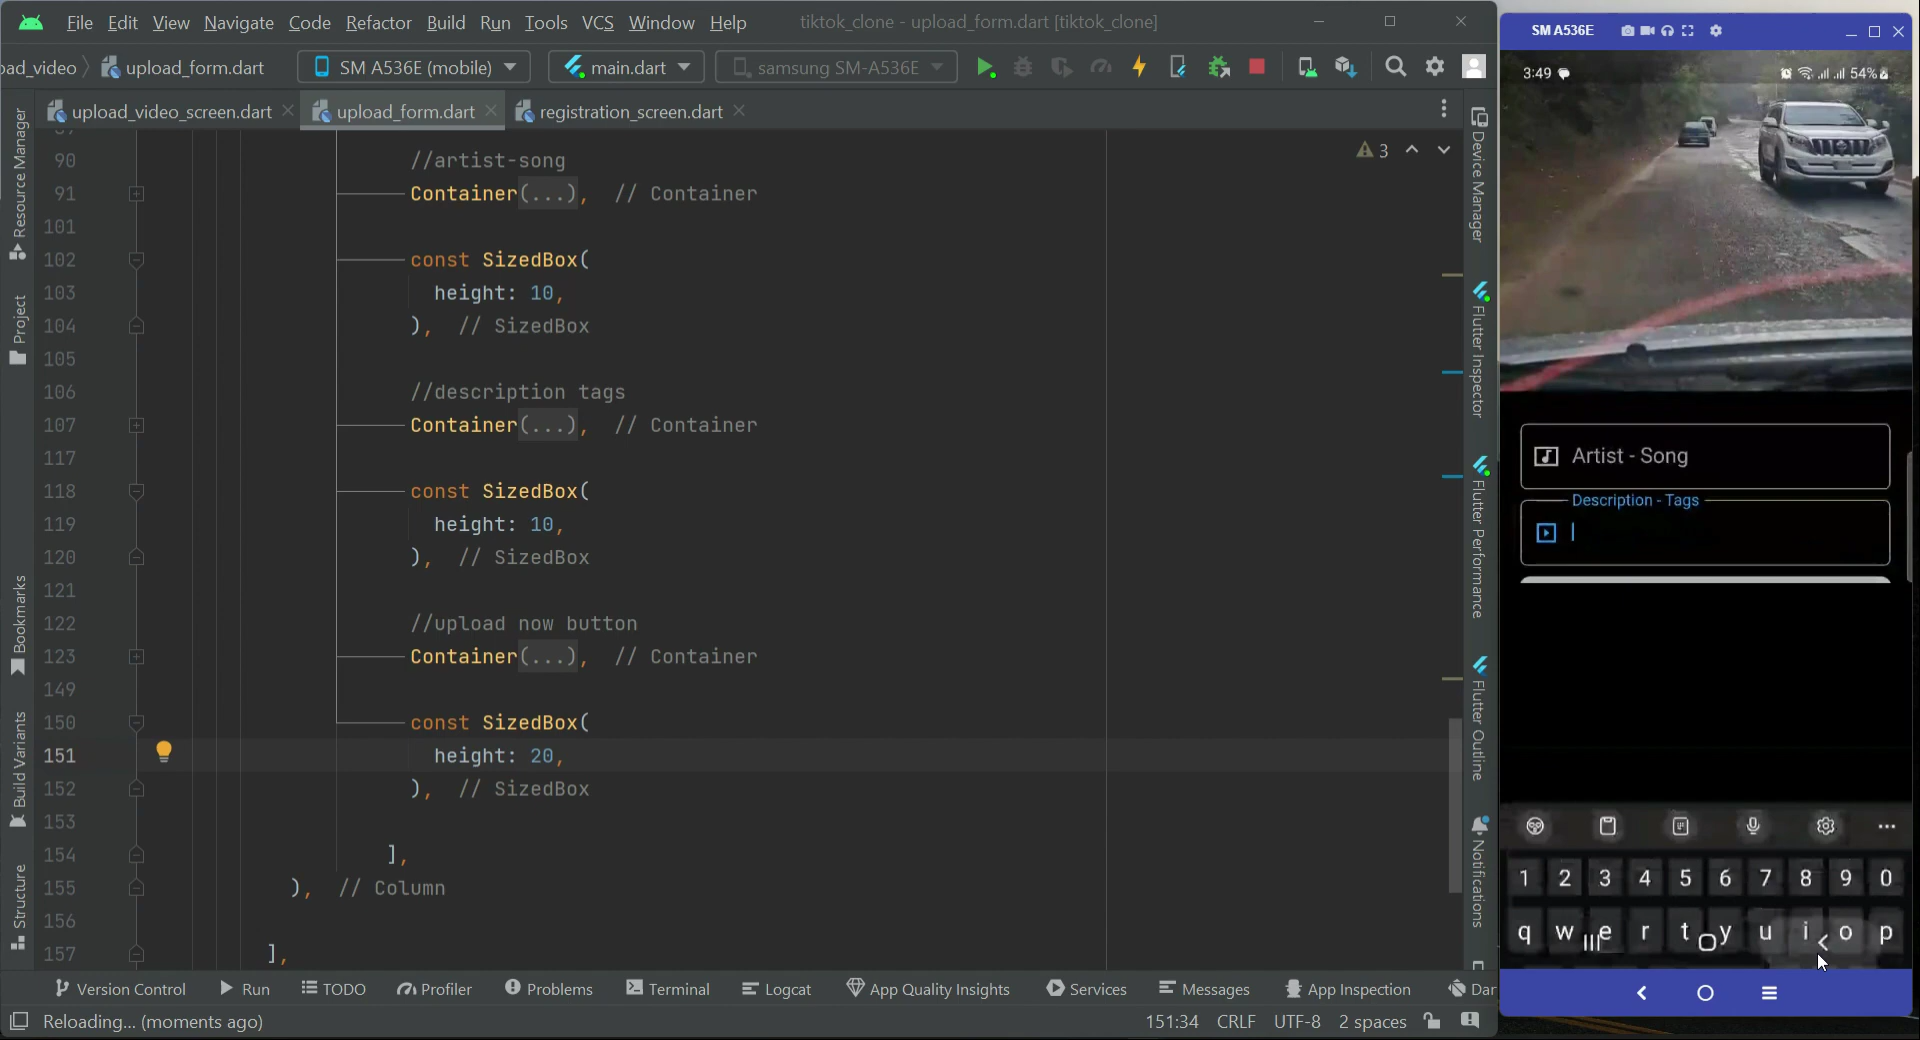 File Edit View Navigate Code Refactor Build Run Tools VCS Window Help tiktok_clone - upload_form.dart [tiktok_clone]
upload_form.dart SM A536E (mobile) main.dart samsung SM-A536E
upload_video_screen.dart upload_form.dart registration_screen.dart
3
90 //artist-song
91 Container(...), // Container
101
102 const SizedBox(
103 height: 10,
104 ), // SizedBox
105
106 //description tags
107 Container(...), // Container
117
118 const SizedBox(
119 height: 10,
120 ), // SizedBox
121
122 //upload now button
123 Container(...), // Container
149
150 const SizedBox(
151 height: 20,
152 ), // SizedBox
153
154 ],
155 ), // Column
156
157 ],
Resource Manager
Project
Bookmarks
Build Variants
Structure
Device Manager
Flutter Inspector
Flutter Performance
Flutter Outline
Notifications
Version Control Run TODO Profiler Problems Terminal Logcat App Quality Insights Services Messages App Inspection Dar
Reloading... (moments ago) 151:34 CRLF UTF-8 2 spaces
SM A536E
3:49 54%
Artist - Song
Description - Tags
1 2 3 4 5 6 7 8 9 0
q w e r t y u i o p